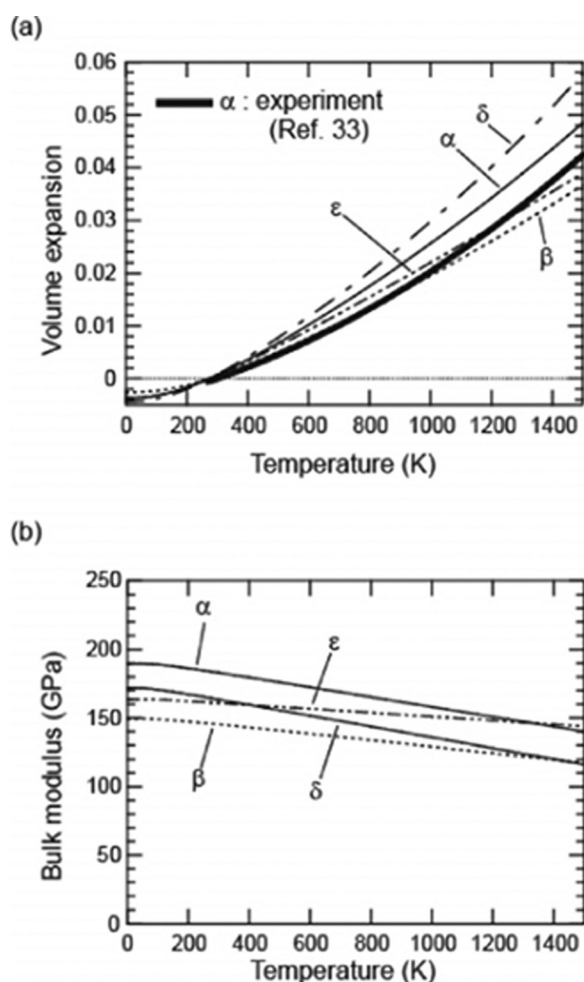 (a)
0.06
0.05
0.04
0.03
0.02
0.01
0
Volume expansion
α : experiment
(Ref. 33)
δ
α
ε
β
0 200 400 600 800 1000 1200 1400
Temperature (K)
(b)
250
200
150
100
50
0
Bulk modulus (GPa)
α
ε
β
δ
0 200 400 600 800 1000 1200 1400
Temperature (K)